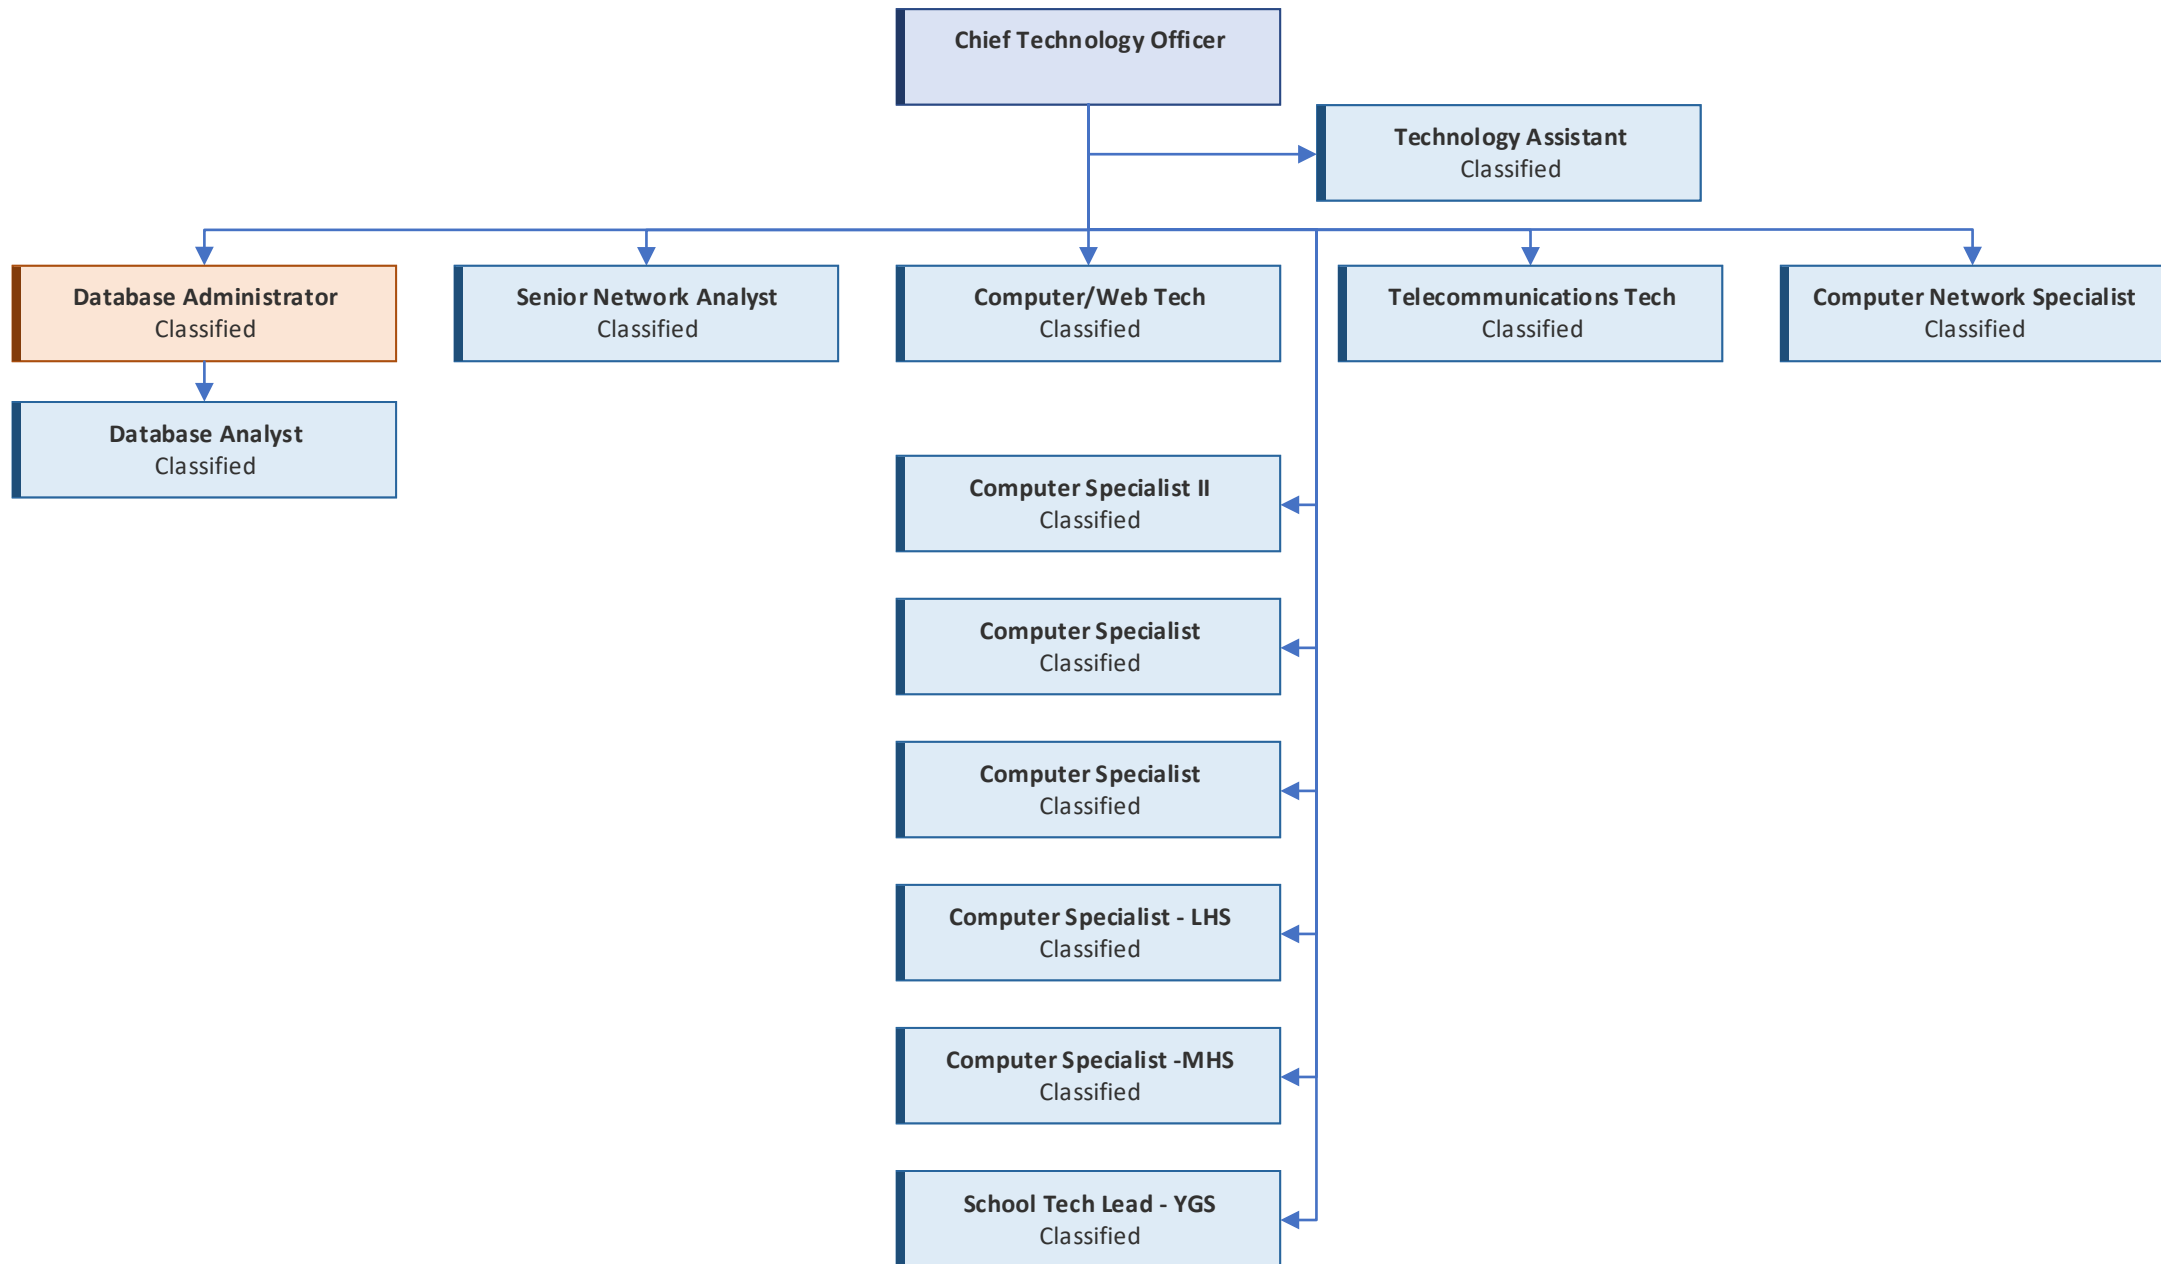 Chief Technology Officer
Technology Assistant
Classified
Database Administrator
Classified
Senior Network Analyst
Classified
Computer/Web Tech
Classified
Telecommunications Tech
Classified
Computer Network Specialist
Classified
Database Analyst
Classified
Computer Specialist II
Classified
Computer Specialist
Classified
Computer Specialist
Classified
Computer Specialist - LHS
Classified
Computer Specialist -MHS
Classified
School Tech Lead - YGS
Classified